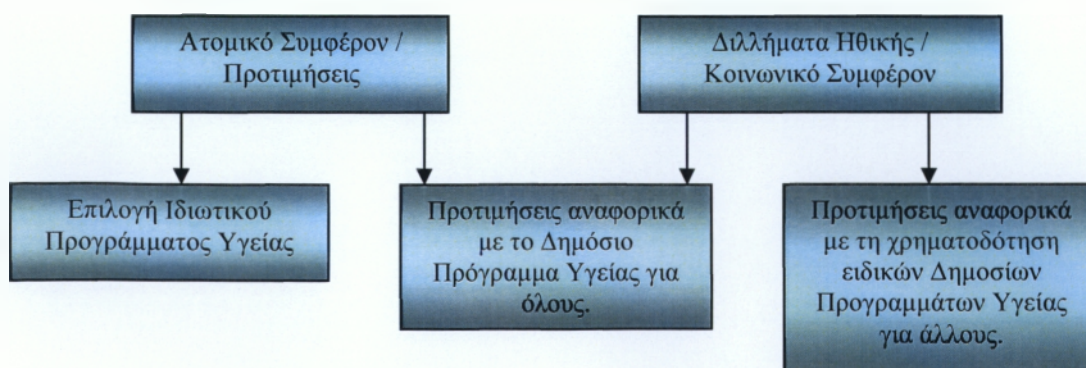 Ατομικό Συμφέρον /
Προτιμήσεις
Διλλήματα Ηθικής /
Κοινωνικό Συμφέρον
Επιλογή Ιδιωτικού
Προγράμματος Υγείας
Προτιμήσεις αναφορικά
με το Δημόσιο
Πρόγραμμα Υγείας για
όλους.
Προτιμήσεις αναφορικά
με τη χρηματοδότηση
ειδικών Δημοσίων
Προγραμμάτων Υγείας
για άλλους.